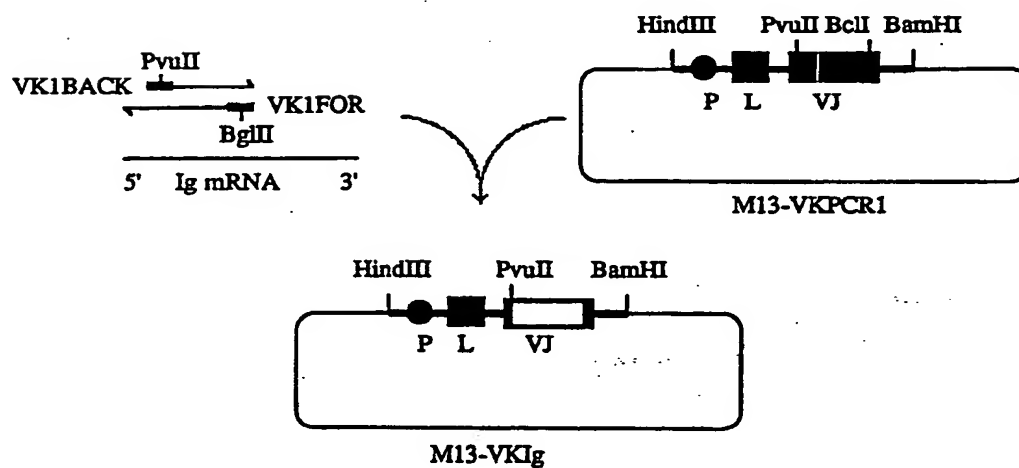 PvuII
VK1BACK
VK1FOR
BglII
5' Ig mRNA 3'
HindIII PvuII BclI BamHI
P L VJ
M13-VKPCR1
HindIII PvuII BamHI
P L VJ
M13-VKIg